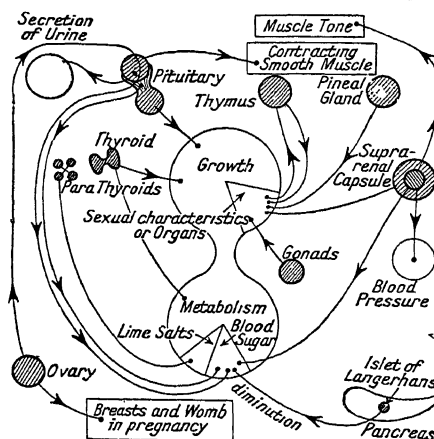 Secretion
of Urine
Muscle Tone
Contracting
Smooth Muscle
Pituitary
Thymus
Pineal
Gland
Thyroid
Para Thyroids
Growth
Supra-
renal
Capsule
Sexual characteristics
or Organs
Gonads
Blood
Pressure
Metabolism
Lime Salts
Blood
Sugar
Ovary
Breasts and Womb
in pregnancy
diminution
Islet of
Langerhans
Pancreas